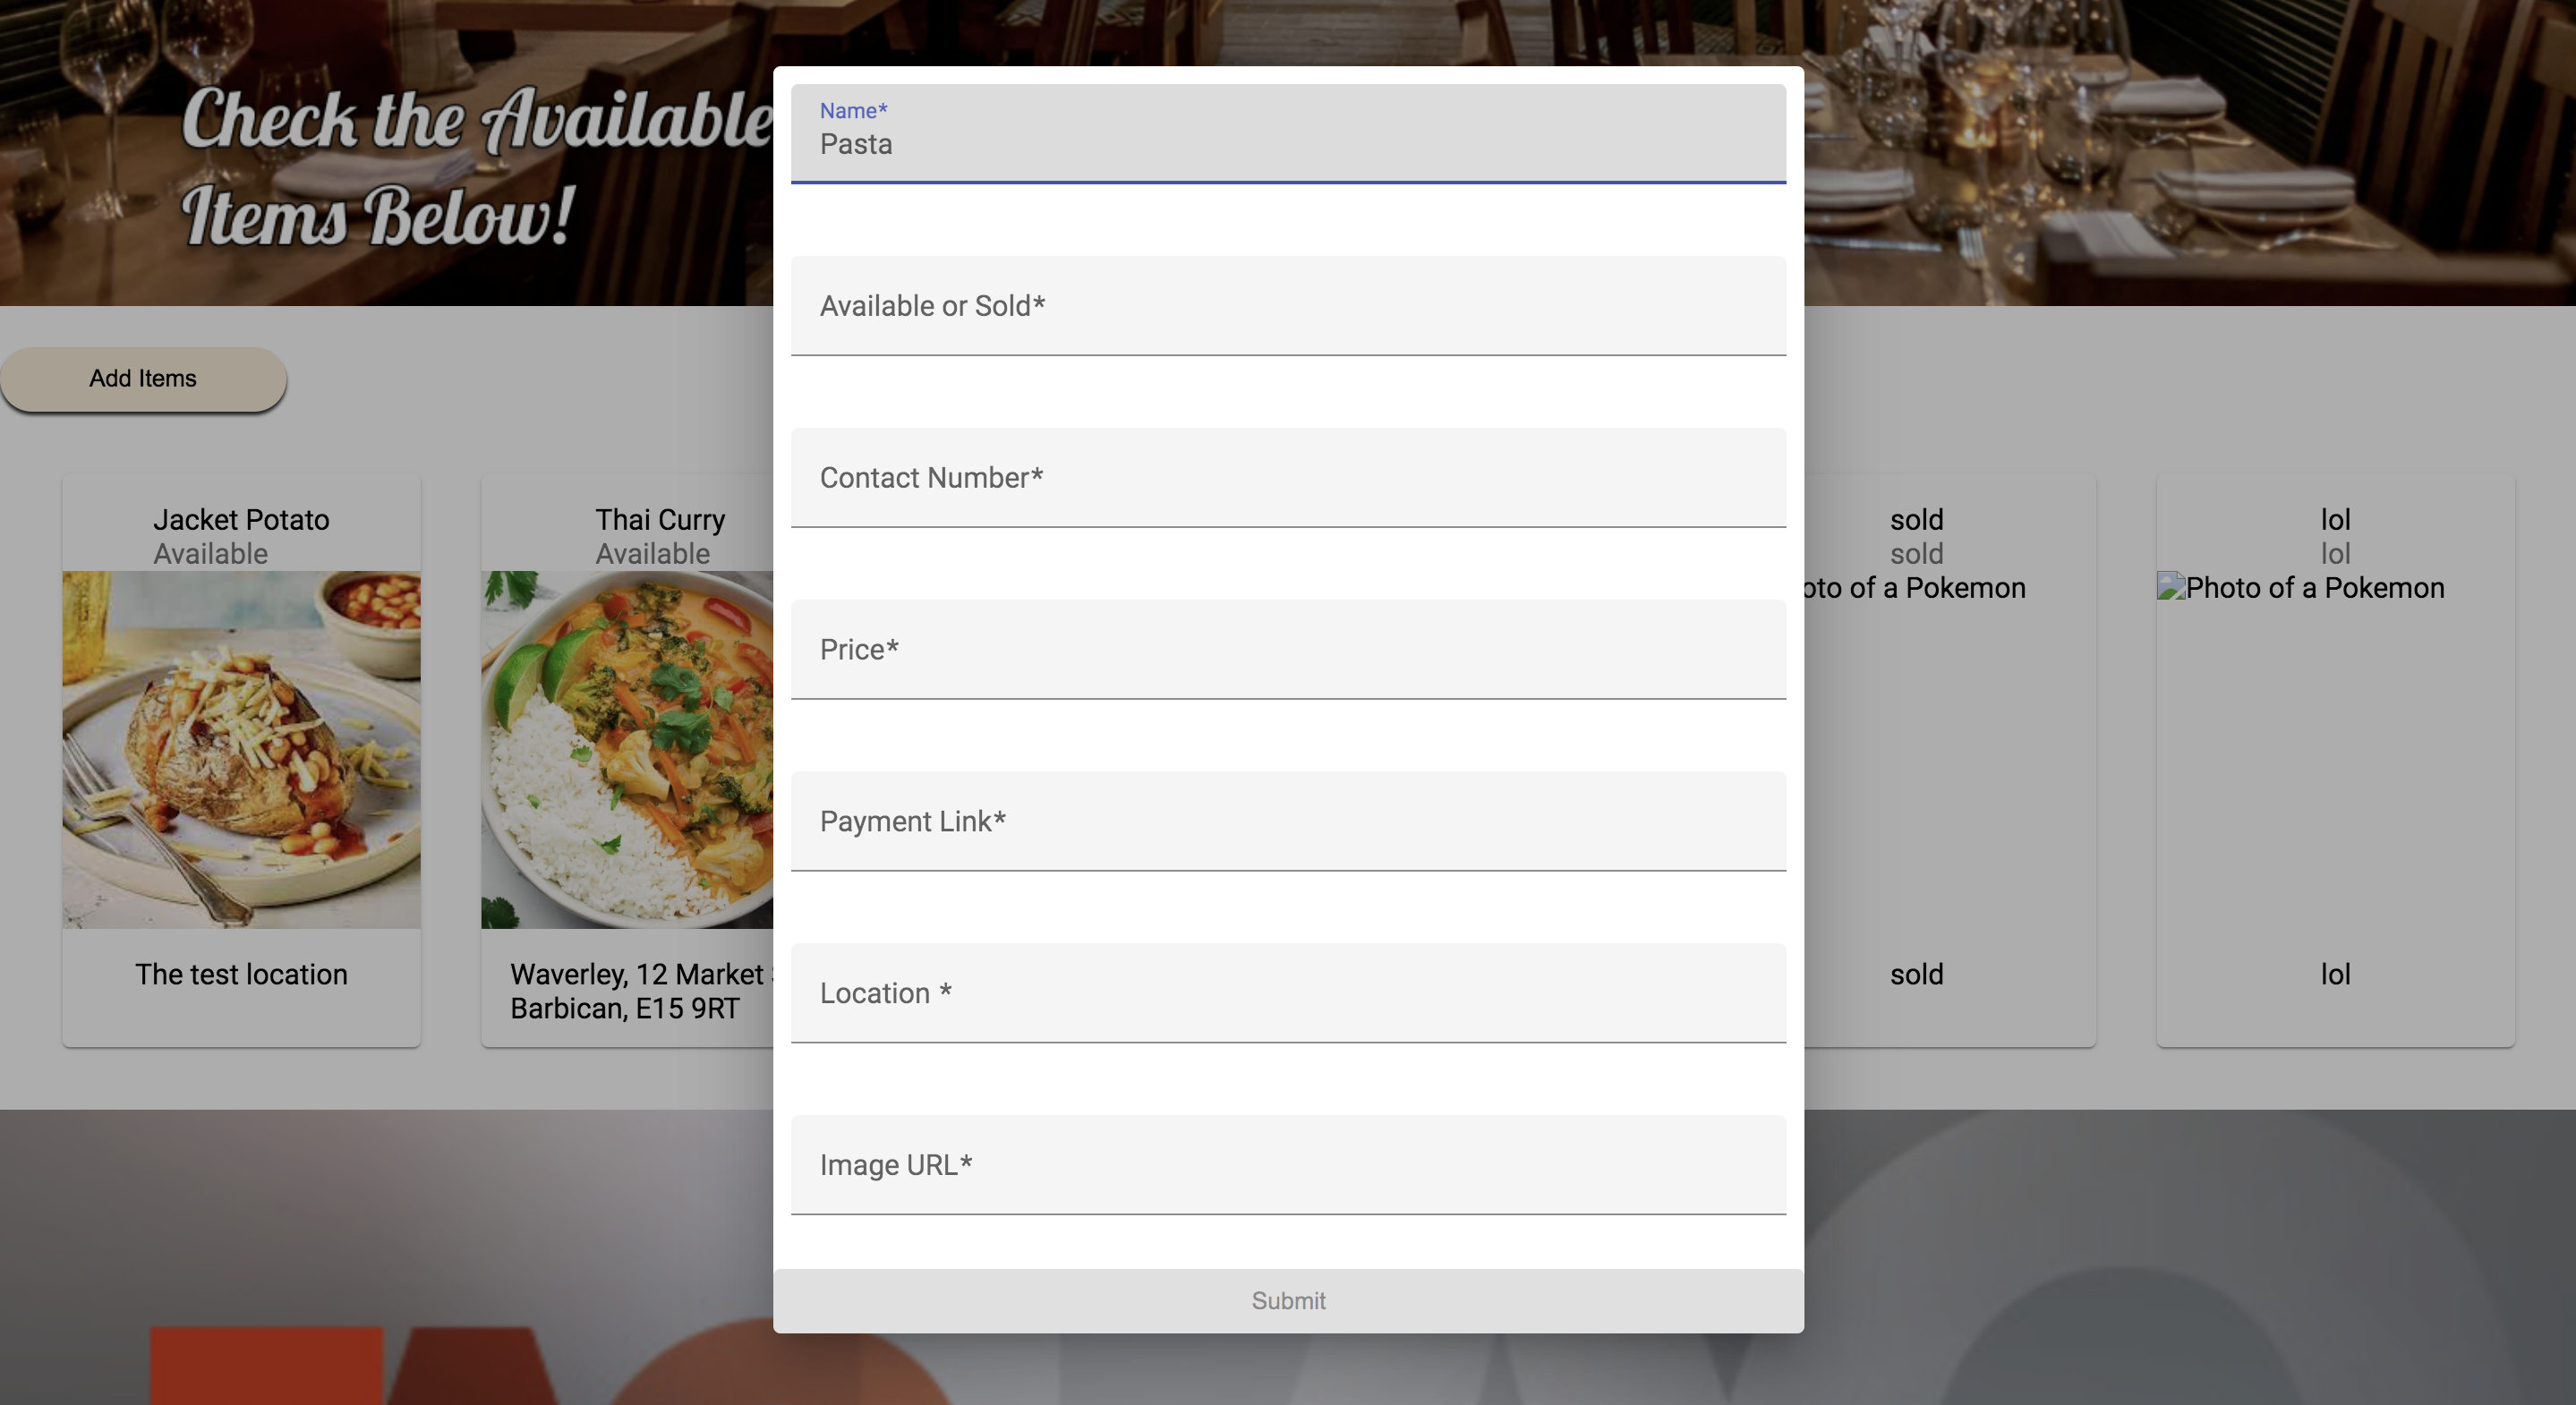 Check the Available
Items Below!
Name*
Pasta
Available or Sold*
Contact Number*
Price*
Payment Link*
Location *
Image URL*
Submit
Add Items
Jacket Potato
Available
The test location
Thai Curry
Available
Waverley, 12 Market
Barbican, E15 9RT
sold
sold
oto of a Pokemon
sold
lol
lol
Photo of a Pokemon
lol